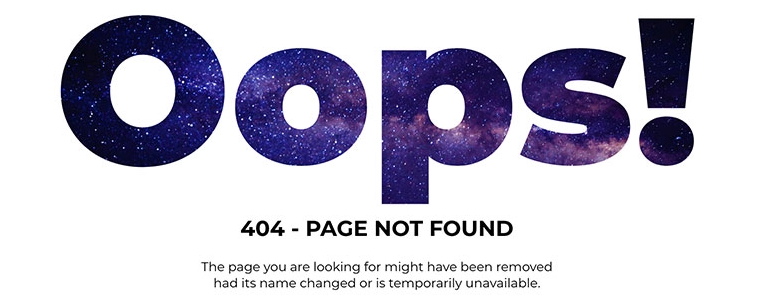 Oops!
404 - PAGE NOT FOUND
The page you are looking for might have been removed
had its name changed or is temporarily unavailable.